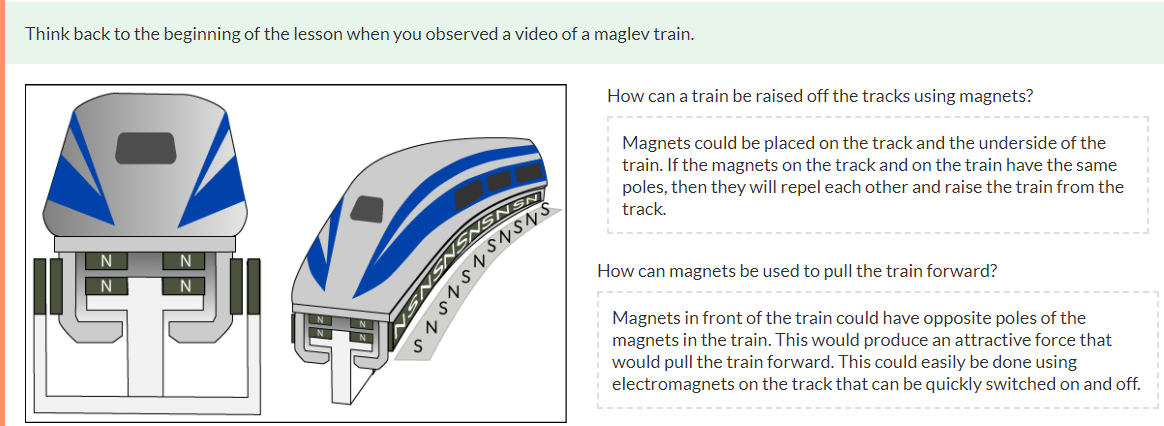 Think back to the beginning of the lesson when you observed a video of a maglev train.
How can a train be raised off the tracks using magnets?
Magnets could be placed on the track and the underside of the
train. If the magnets on the track and on the train have the same
poles, then they will repel each other and raise the train from the
track.
How can magnets be used to pull the train forward?
Magnets in front of the train could have opposite poles of the
magnets in the train. This would produce an attractive force that
would pull the train forward. This could easily be done using
electromagnets on the track that can be quickly switched on and off.
N N
N N
N N
N N
S N S N S N S N S N S